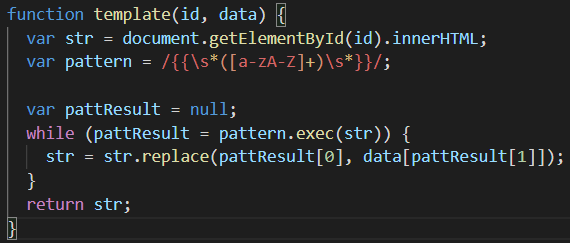 function template(id, data) {
  var str = document.getElementById(id).innerHTML;
  var pattern = /{{\s*([a-zA-Z]+)\s*}}/;

  var pattResult = null;
  while (pattResult = pattern.exec(str)) {
    str = str.replace(pattResult[0], data[pattResult[1]]);
  }
  return str;
}